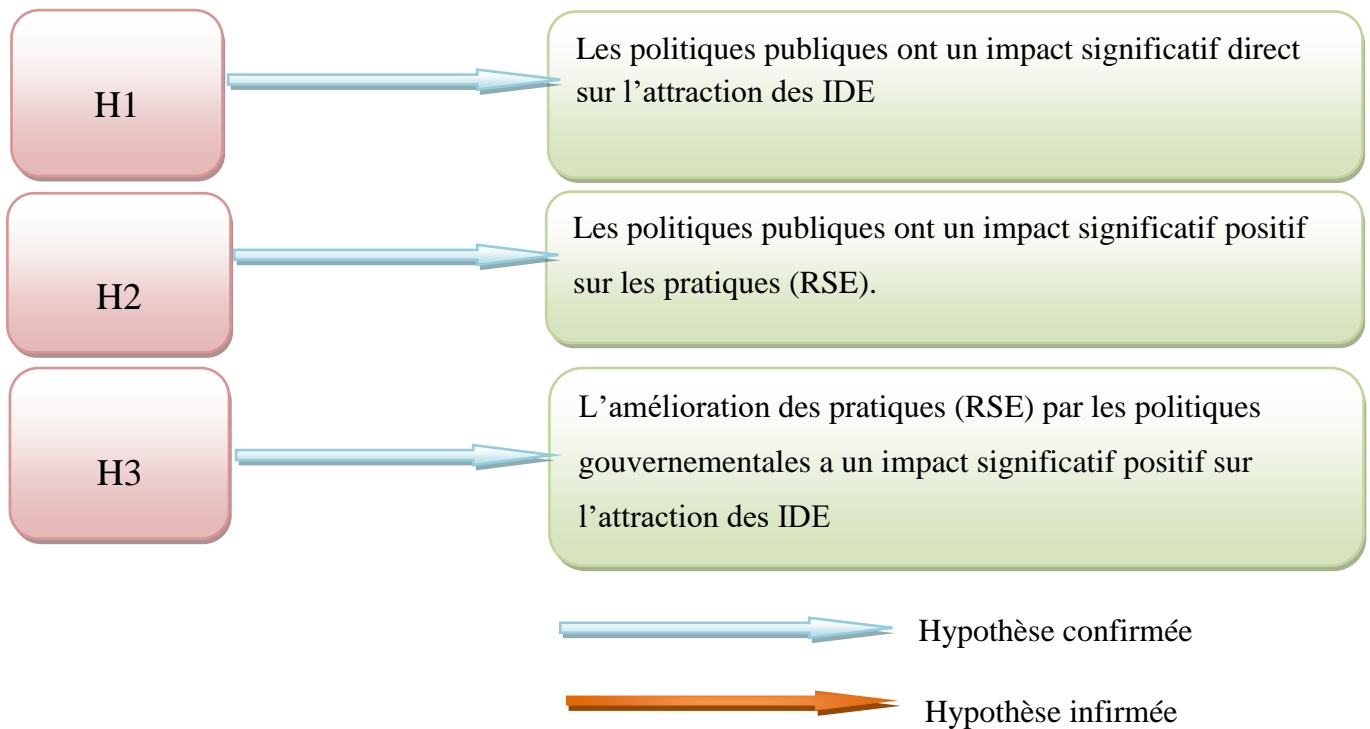 H1
Les politiques publiques ont un impact significatif direct
sur l’attraction des IDE
H2
Les politiques publiques ont un impact significatif positif
sur les pratiques (RSE).
H3
L’amélioration des pratiques (RSE) par les politiques
gouvernementales a un impact significatif positif sur
l’attraction des IDE
Hypothèse confirmée
Hypothèse infirmée